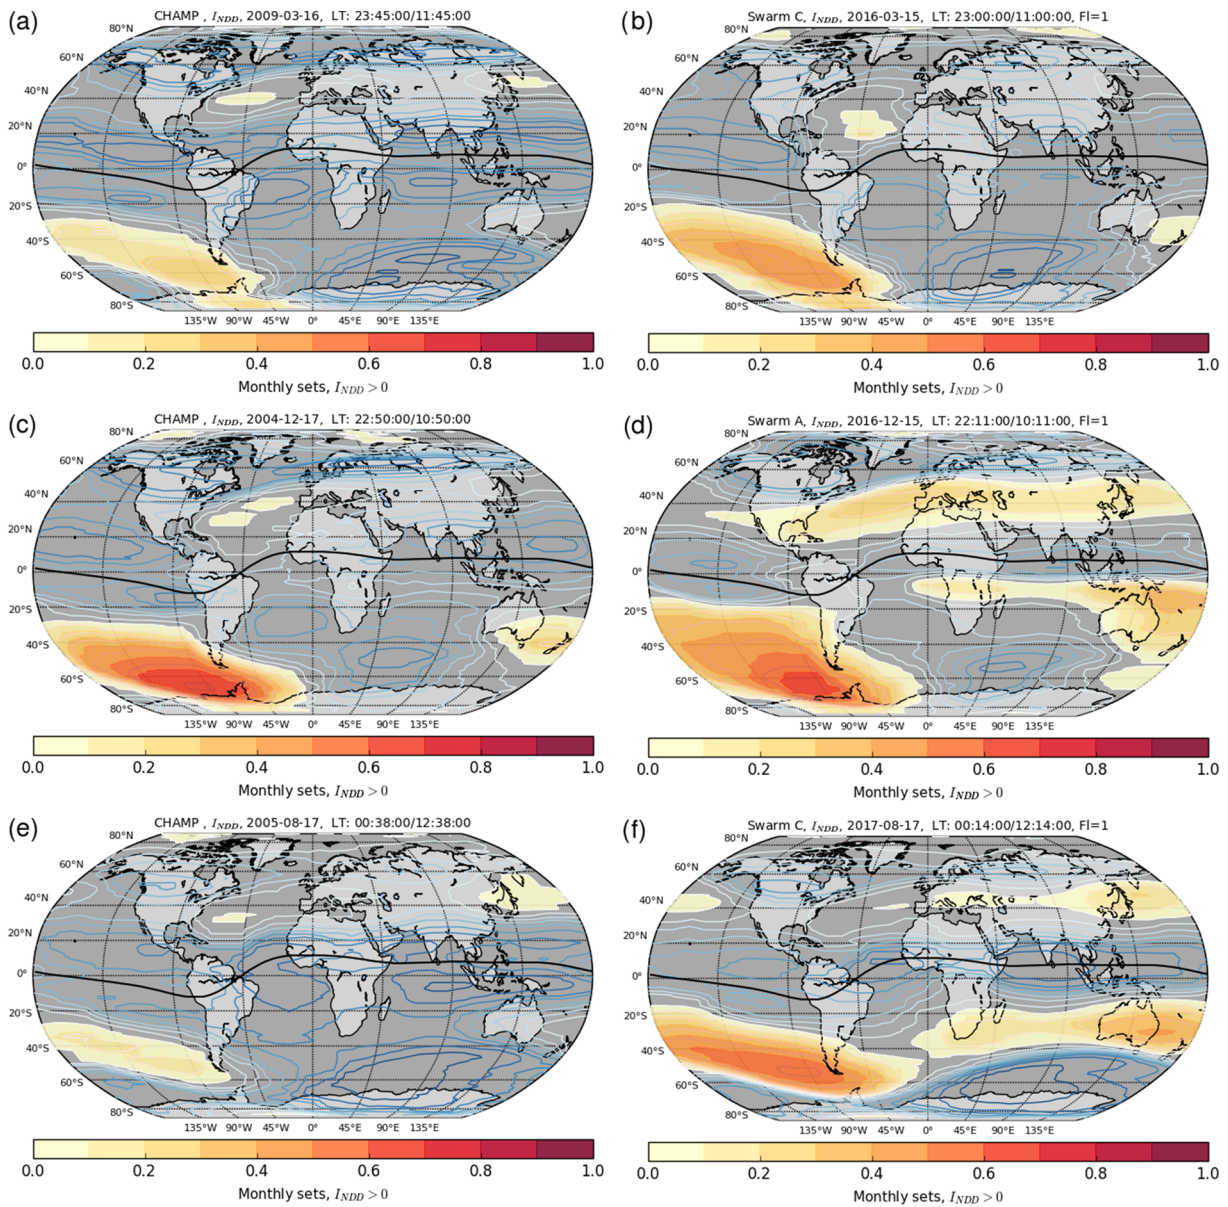 (a)
CHAMP , I_NDD, 2009-03-16, LT: 23:45:00/11:45:00
80°N
60°N
40°N
20°N
0°
20°S
40°S
60°S
80°S
135°W 90°W 45°W 0° 45°E 90°E 135°E
0.0 0.2 0.4 0.6 0.8 1.0
Monthly sets, I_NDD > 0
(b)
Swarm C, I_NDD, 2016-03-15, LT: 23:00:00/11:00:00, Fl=1
80°N
60°N
40°N
20°N
0°
20°S
40°S
60°S
80°S
135°W 90°W 45°W 0° 45°E 90°E 135°E
0.0 0.2 0.4 0.6 0.8 1.0
Monthly sets, I_NDD > 0
(c)
CHAMP , I_NDD, 2004-12-17, LT: 22:50:00/10:50:00
80°N
60°N
40°N
20°N
0°
20°S
40°S
60°S
80°S
135°W 90°W 45°W 0° 45°E 90°E 135°E
0.0 0.2 0.4 0.6 0.8 1.0
Monthly sets, I_NDD > 0
(d)
Swarm A, I_NDD, 2016-12-15, LT: 22:11:00/10:11:00, Fl=1
80°N
60°N
40°N
20°N
0°
20°S
40°S
60°S
80°S
135°W 90°W 45°W 0° 45°E 90°E 135°E
0.0 0.2 0.4 0.6 0.8 1.0
Monthly sets, I_NDD > 0
(e)
CHAMP , I_NDD, 2005-08-17, LT: 00:38:00/12:38:00
80°N
60°N
40°N
20°N
0°
20°S
40°S
60°S
80°S
135°W 90°W 45°W 0° 45°E 90°E 135°E
0.0 0.2 0.4 0.6 0.8 1.0
Monthly sets, I_NDD > 0
(f)
Swarm C, I_NDD, 2017-08-17, LT: 00:14:00/12:14:00, Fl=1
80°N
60°N
40°N
20°N
0°
20°S
40°S
60°S
80°S
135°W 90°W 45°W 0° 45°E 90°E 135°E
0.0 0.2 0.4 0.6 0.8 1.0
Monthly sets, I_NDD > 0